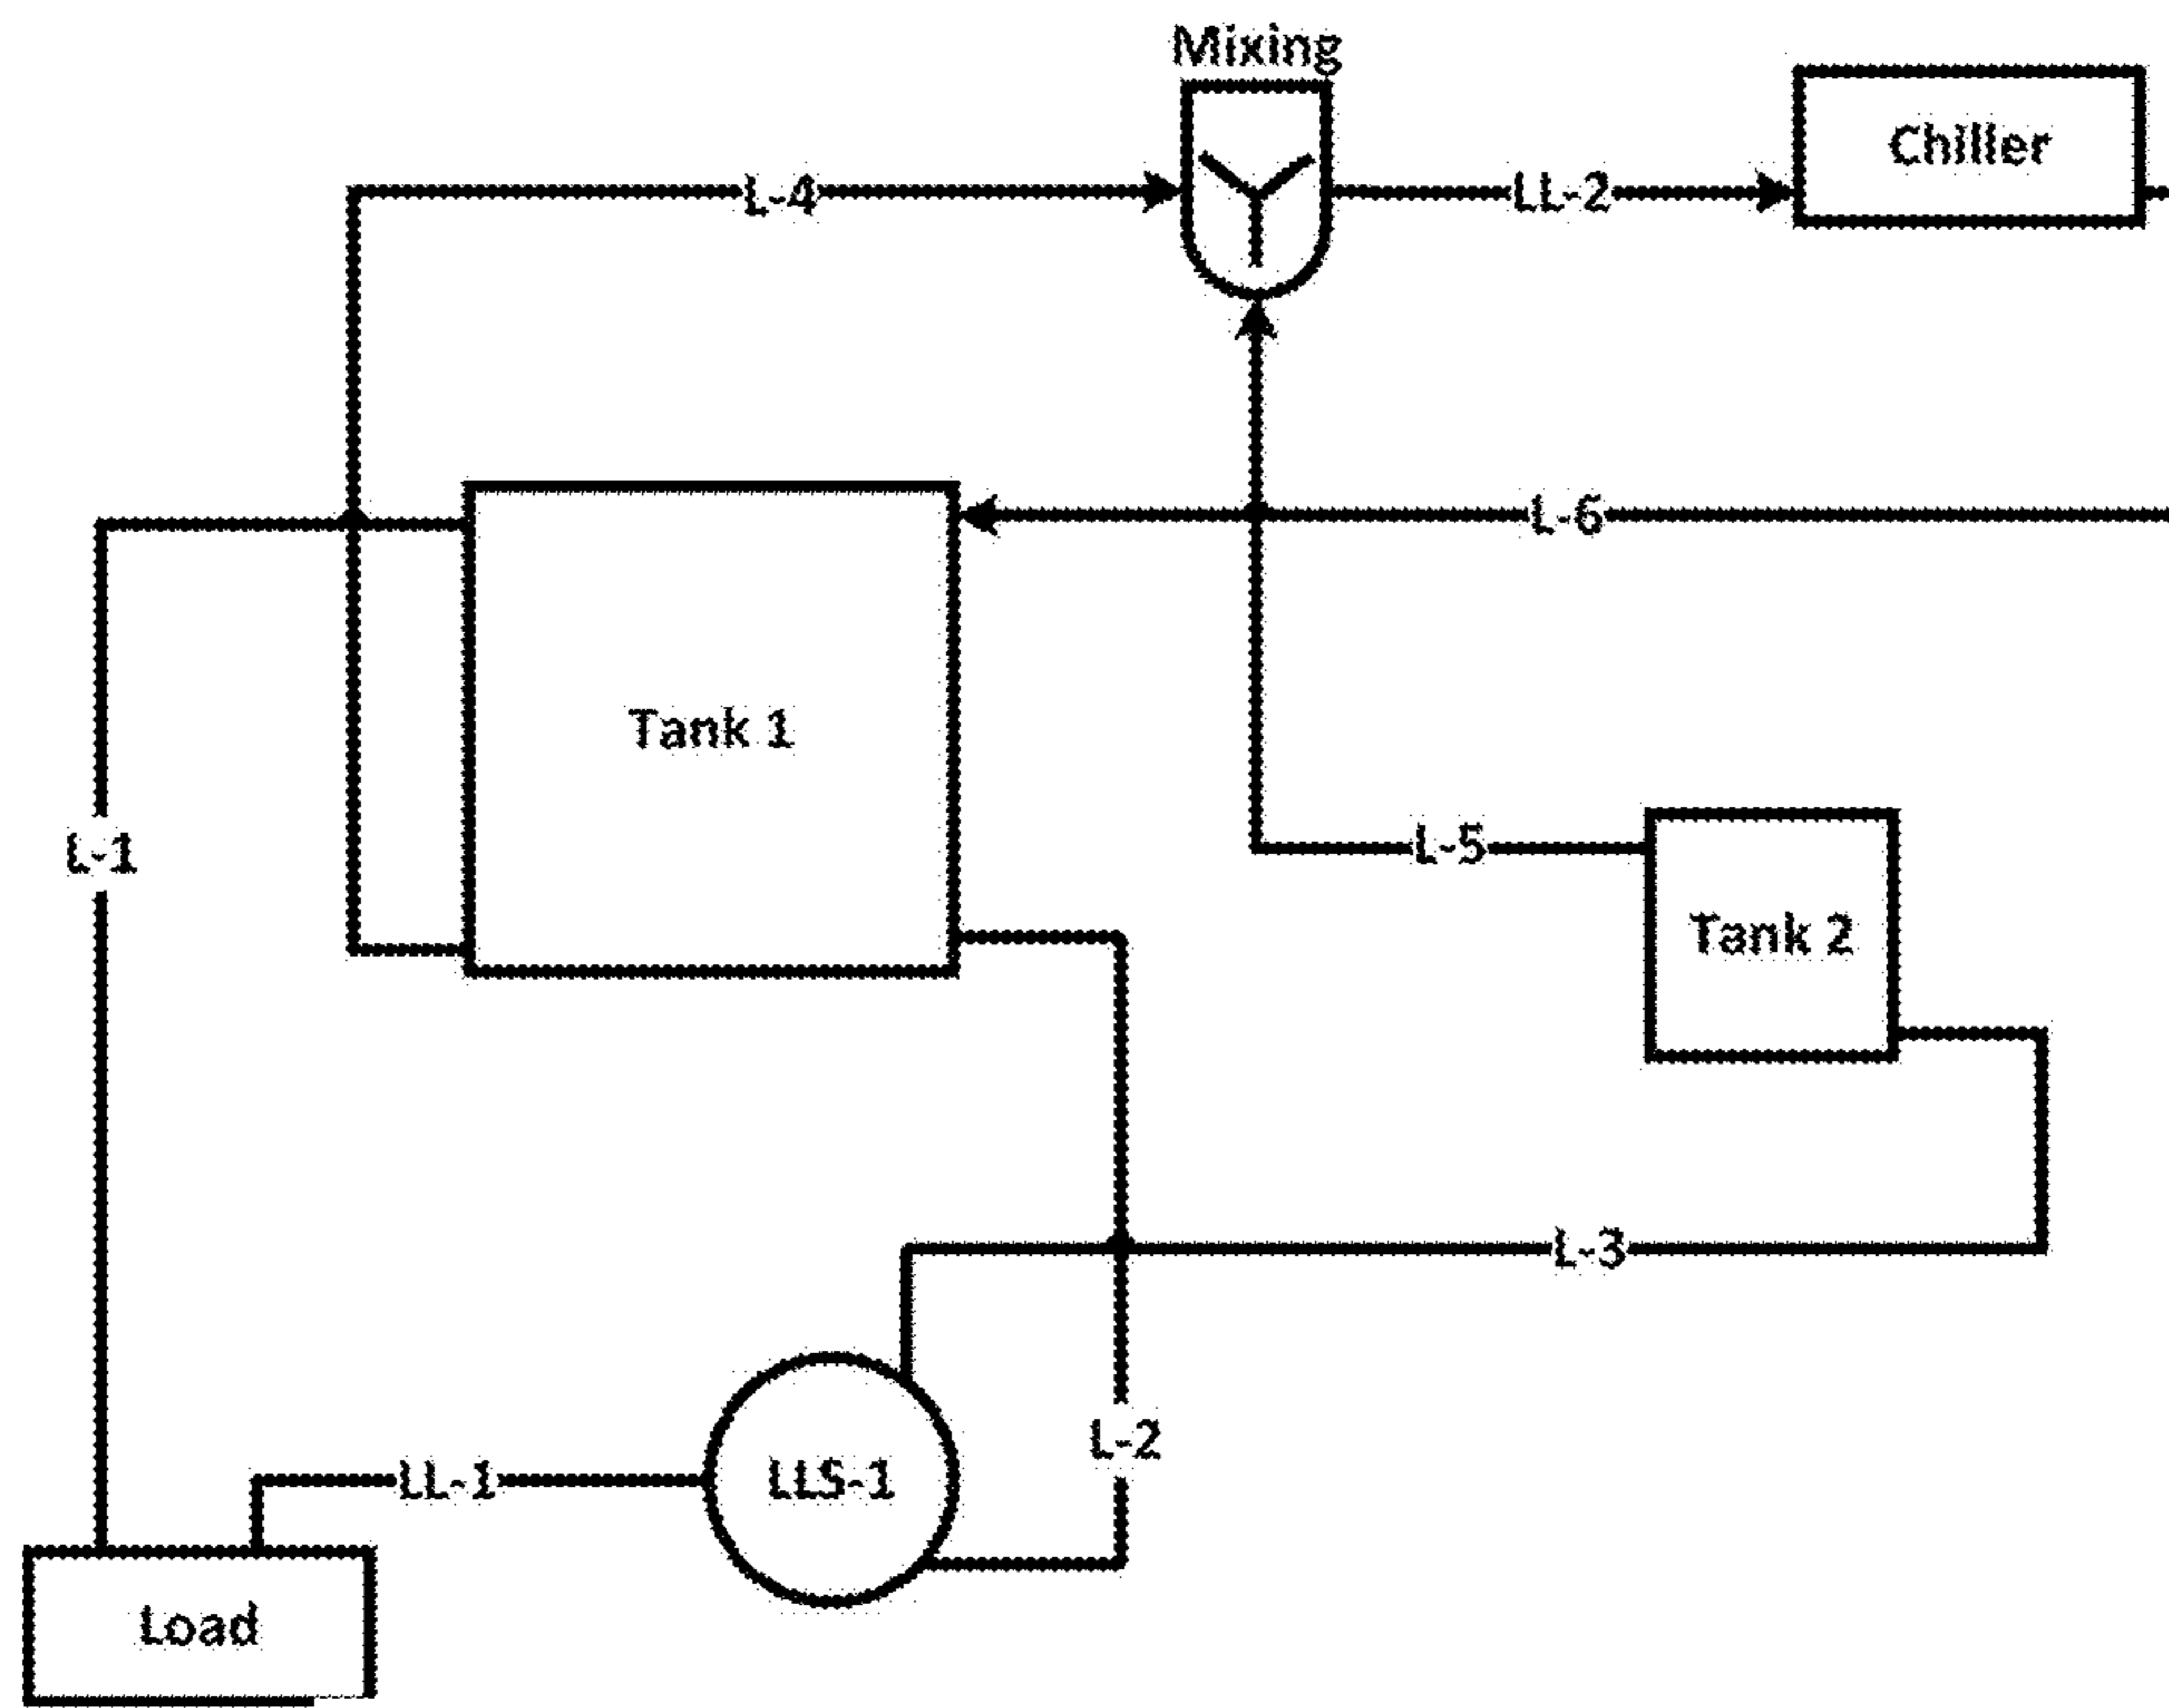 Mixing
Chiller
L-4
LL-2
L-6
Tank 1
L-1
L-5
Tank 2
L-3
L-2
LL-1
LLS-1
Load